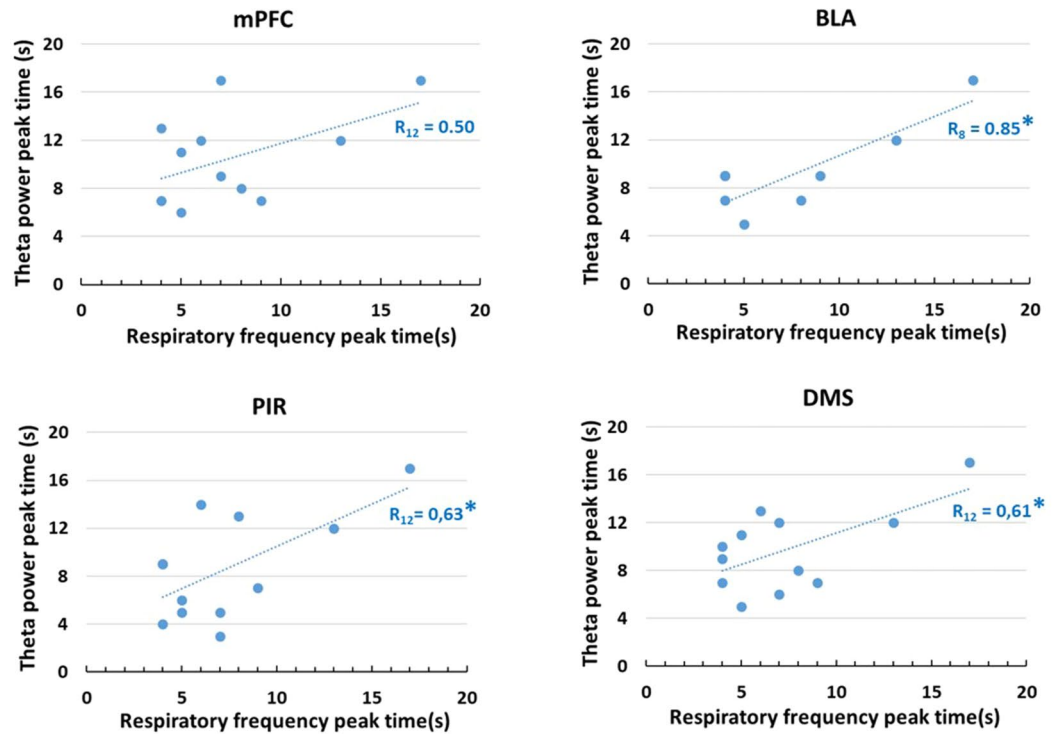 mPFC
Theta power peak time (s)
20
16
12
8
4
0
R12 = 0.50
0 5 10 15 20
Respiratory frequency peak time(s)
BLA
Theta power peak time (s)
20
16
12
8
4
0
R8 = 0.85*
0 5 10 15 20
Respiratory frequency peak time(s)
PIR
Theta power peak time (s)
20
16
12
8
4
0
R12= 0,63*
0 5 10 15 20
Respiratory frequency peak time(s)
DMS
Theta power peak time (s)
20
16
12
8
4
0
R12 = 0,61*
0 5 10 15 20
Respiratory frequency peak time(s)